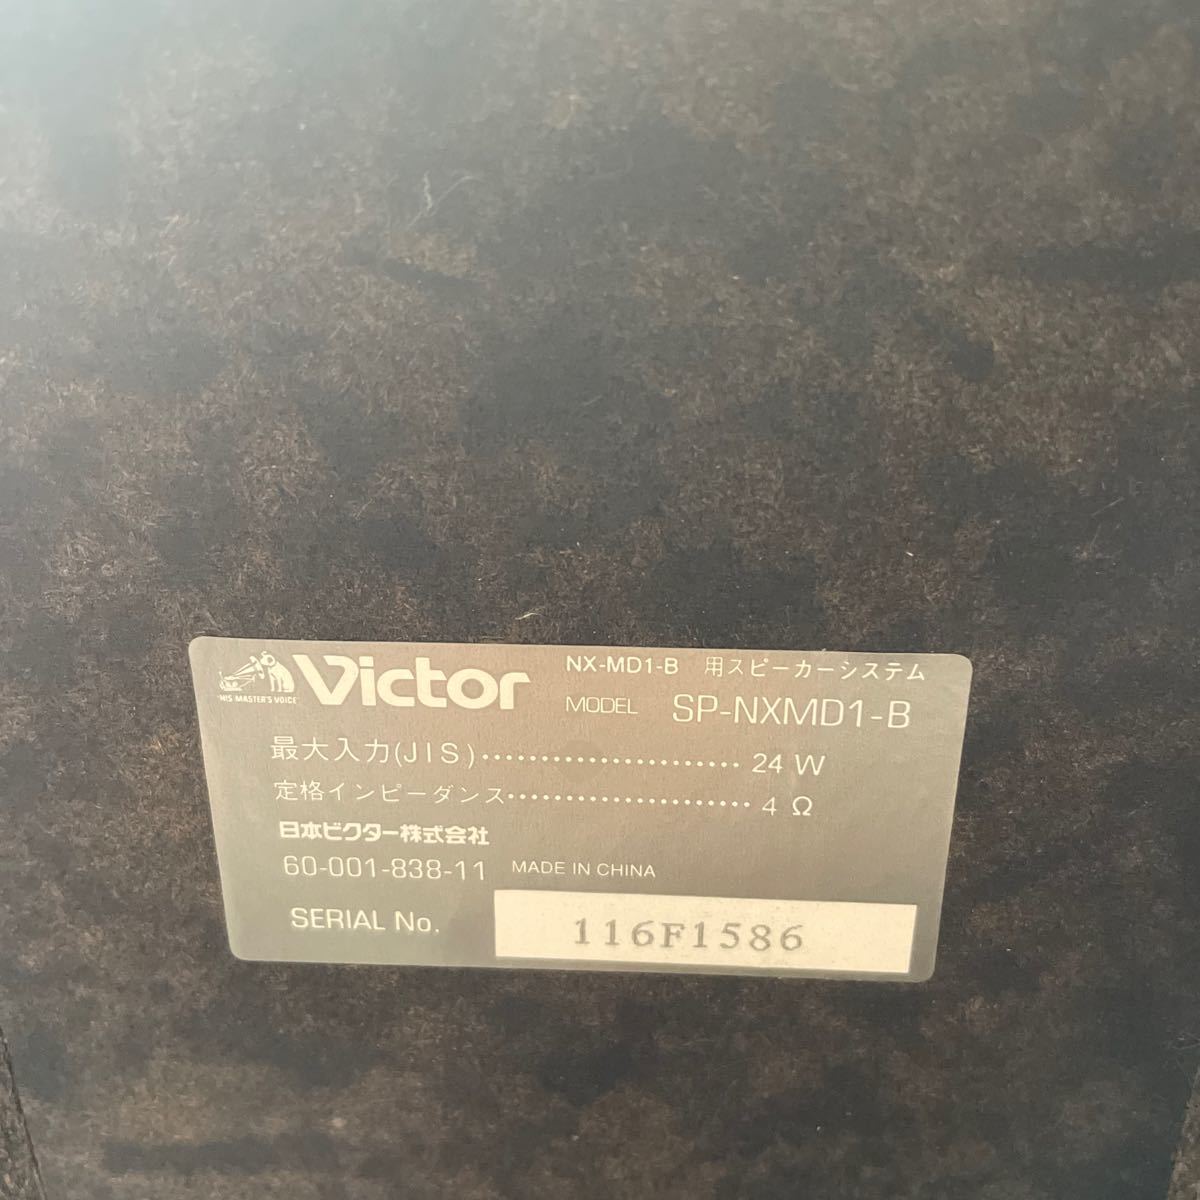 "HIS MASTER'S VOICE"
Victor
NX-MD1-B 用スピーカーシステム
MODEL SP-NXMD1-B
最大入力(JIS)…………………… 24 W
定格インピーダンス…………………… 4 Ω
日本ビクター株式会社
60-001-838-11 MADE IN CHINA
SERIAL No. 116F1586